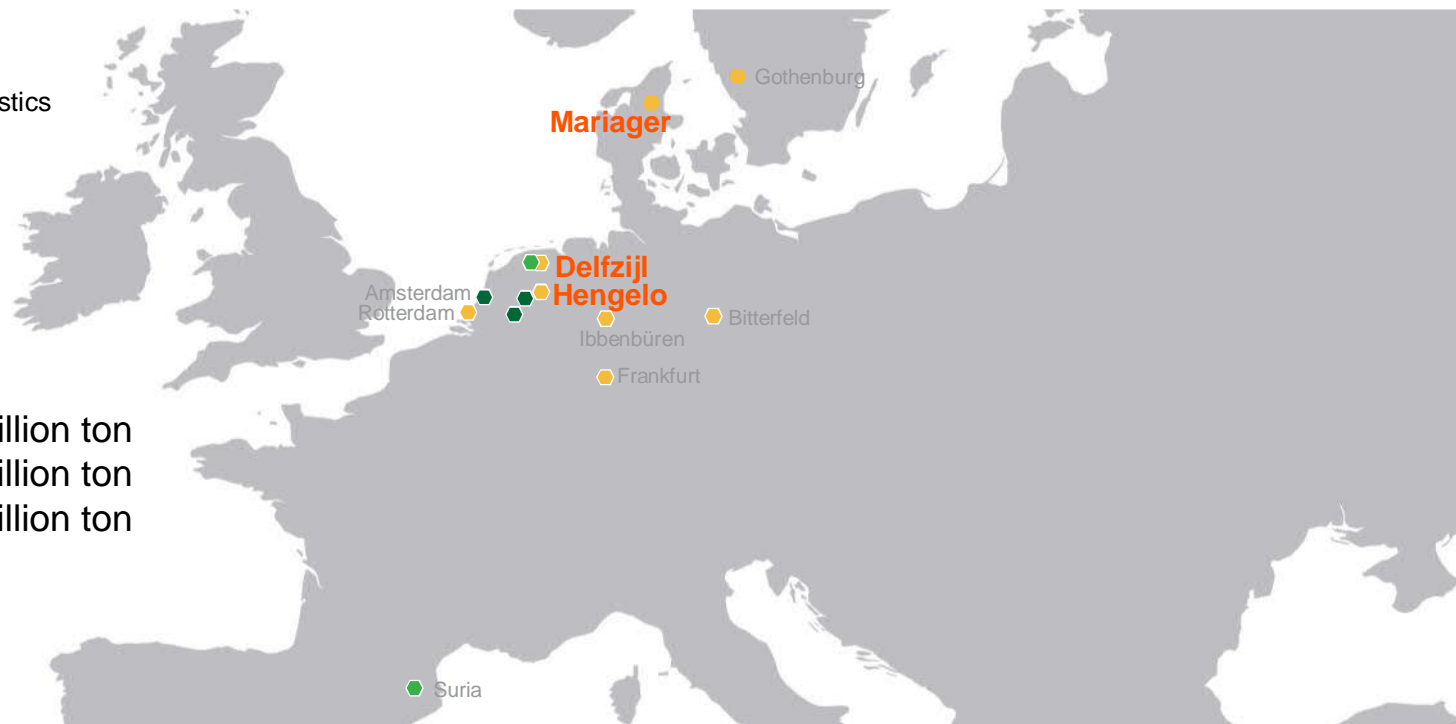 Gothenburg
stics
Mariager
Delfzijl
Amsterdam
Hengelo
Rotterdam
Bitterfeld
Ibbenbüren
Frankfurt
illion ton
illion ton
illion ton
Suria